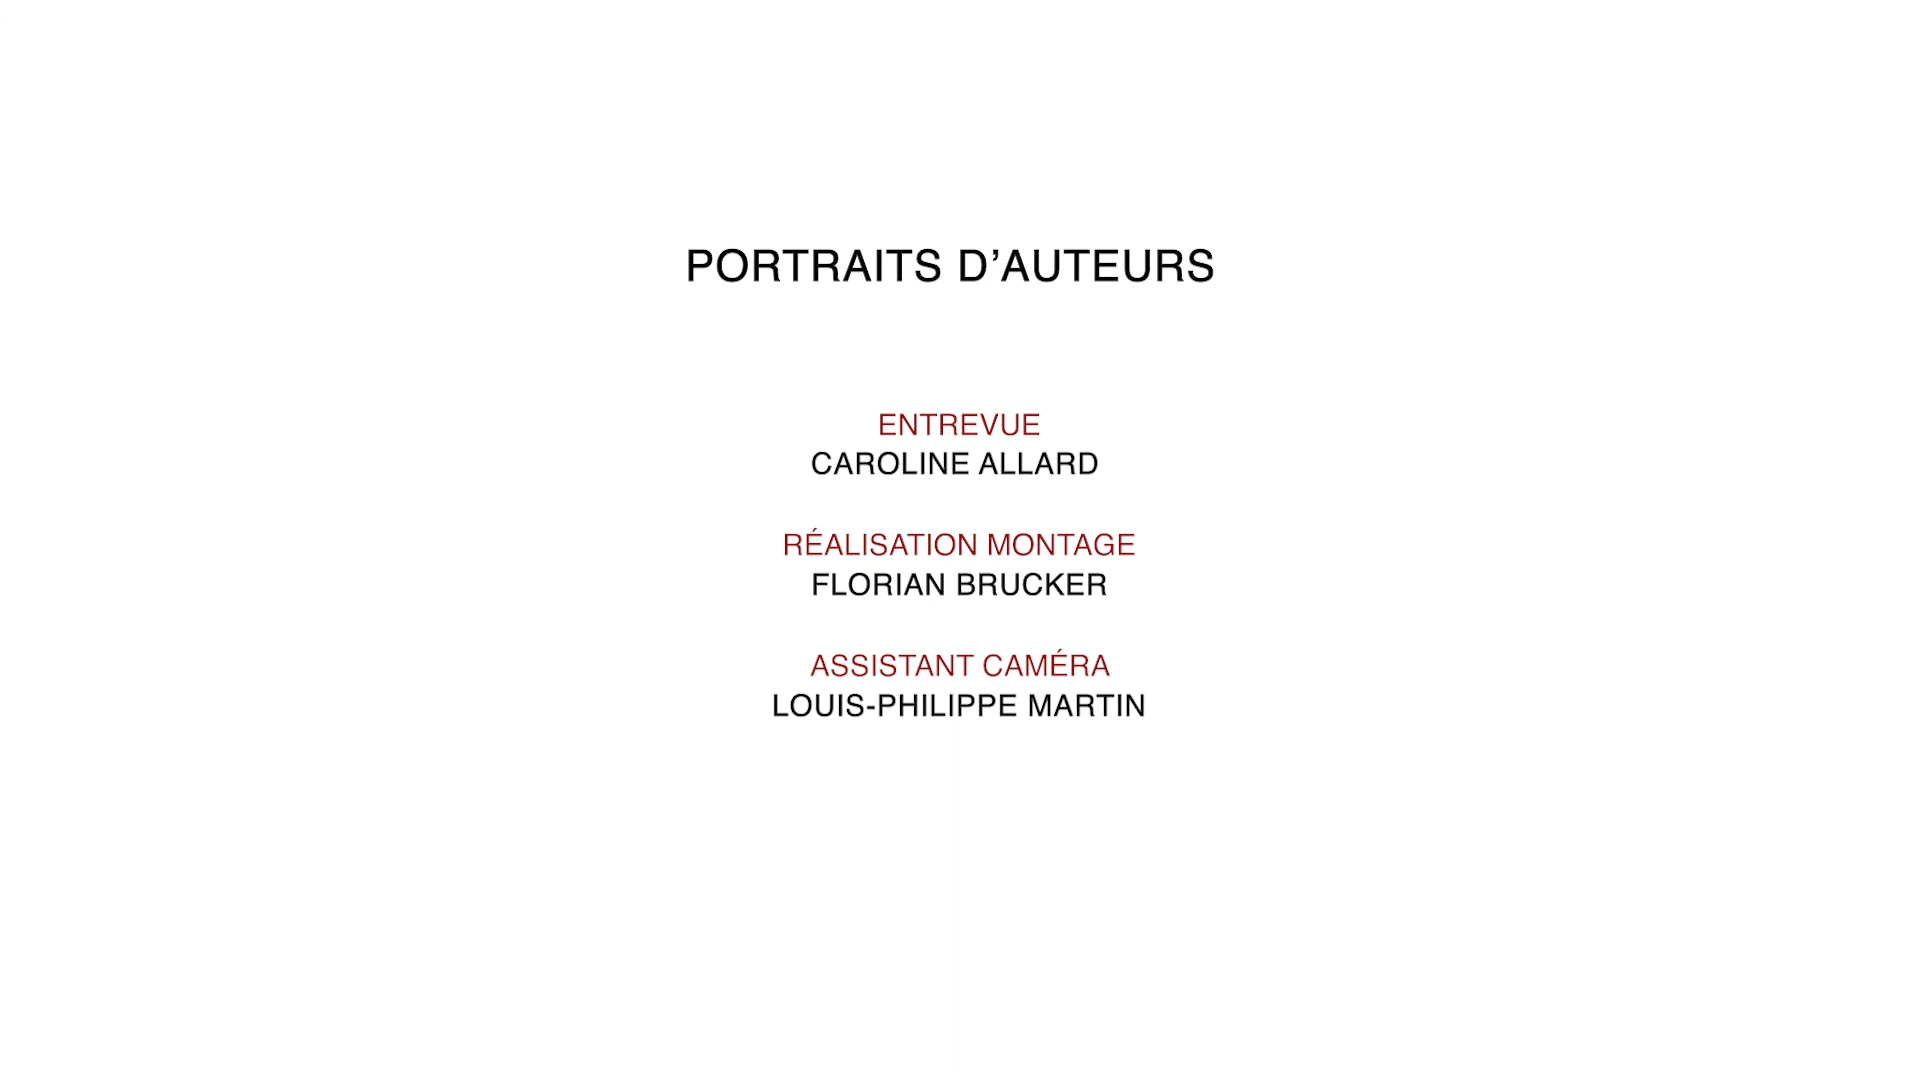 PORTRAITS D’AUTEURS
ENTREVUE
CAROLINE ALLARD
RÉALISATION MONTAGE
FLORIAN BRUCKER
ASSISTANT CAMÉRA
LOUIS-PHILIPPE MARTIN